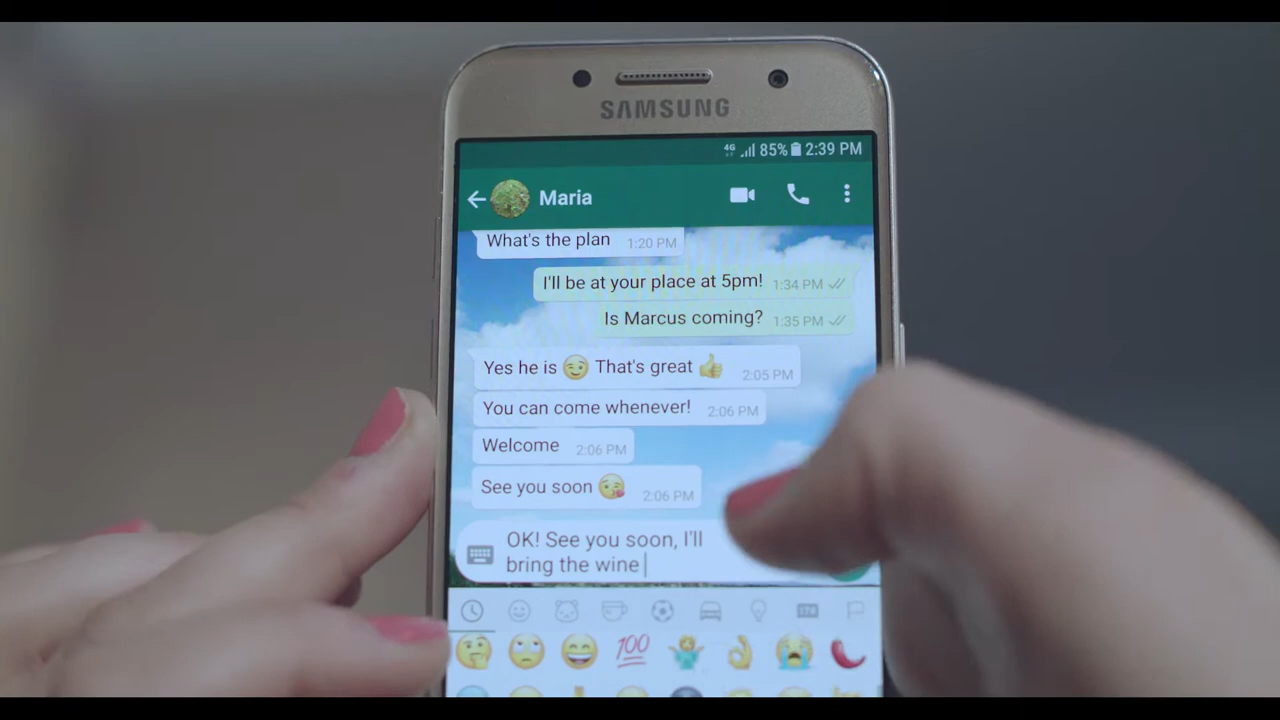 SAMSUNG
4G 85% 2:39 PM
Maria
What's the plan 1:20 PM
I'll be at your place at 5pm! 1:34 PM
Is Marcus coming? 1:35 PM
Yes he is 😉 That's great 👍 2:05 PM
You can come whenever! 2:06 PM
Welcome 2:06 PM
See you soon 😘 2:06 PM
OK! See you soon, I'll
bring the wine
100